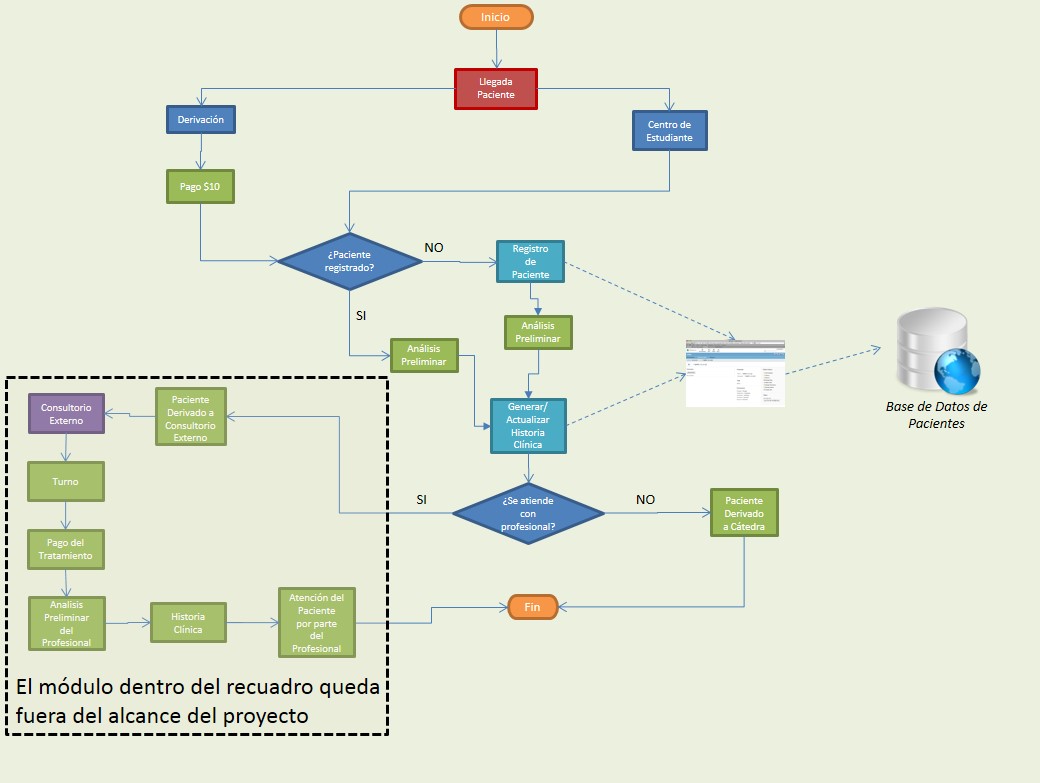 Inicio
Llegada
Paciente
Derivación
Centro de
Estudiante
Pago $10
¿Paciente
registrado?
NO
Registro
de
Paciente
SI
Análisis
Preliminar
Análisis
Preliminar
Generar/
Actualizar
Historia
Clínica
Base de Datos de
Pacientes
Consultorio
Externo
Paciente
Derivado a
Consultorio
Externo
Turno
SI
¿Se atiende
con
profesional?
NO
Paciente
Derivado
a Cátedra
Pago del
Tratamiento
Analisis
Preliminar
del
Profesional
Historia
Clínica
Atención del
Paciente
por parte
del
Profesional
Fin
El módulo dentro del recuadro queda
fuera del alcance del proyecto